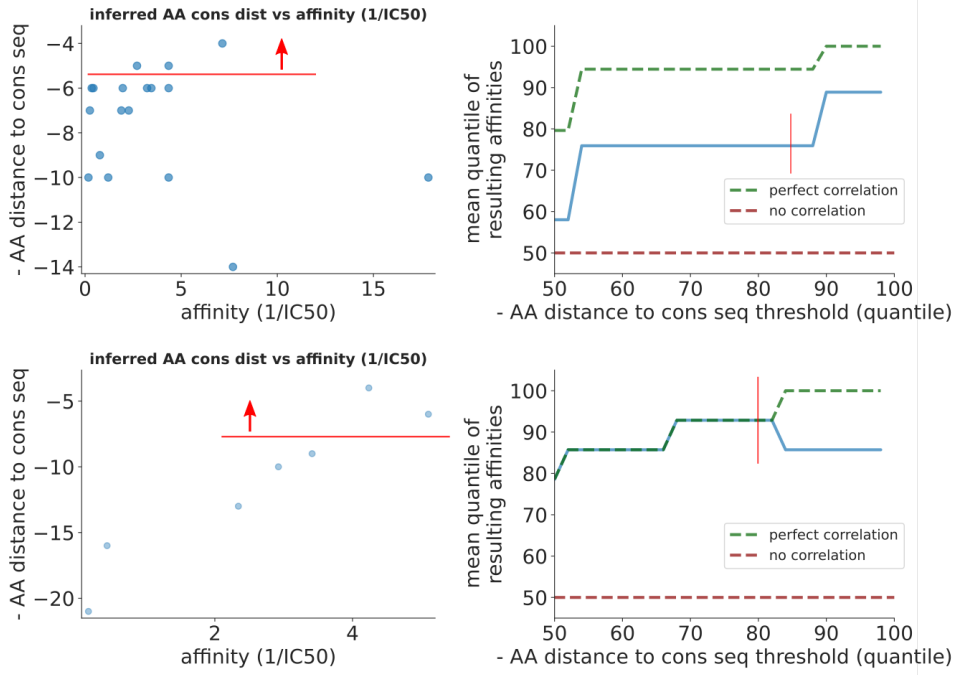 inferred AA cons dist vs affinity (1/IC50)
- AA distance to cons seq
−4
−6
−8
−10
−12
−14
0
5
10
15
affinity (1/IC50)
mean quantile of
resulting affinities
100
90
80
70
60
50
perfect correlation
no correlation
50
60
70
80
90
100
- AA distance to cons seq threshold (quantile)
inferred AA cons dist vs affinity (1/IC50)
- AA distance to cons seq
−5
−10
−15
−20
2
4
affinity (1/IC50)
mean quantile of
resulting affinities
100
90
80
70
60
50
perfect correlation
no correlation
50
60
70
80
90
100
- AA distance to cons seq threshold (quantile)